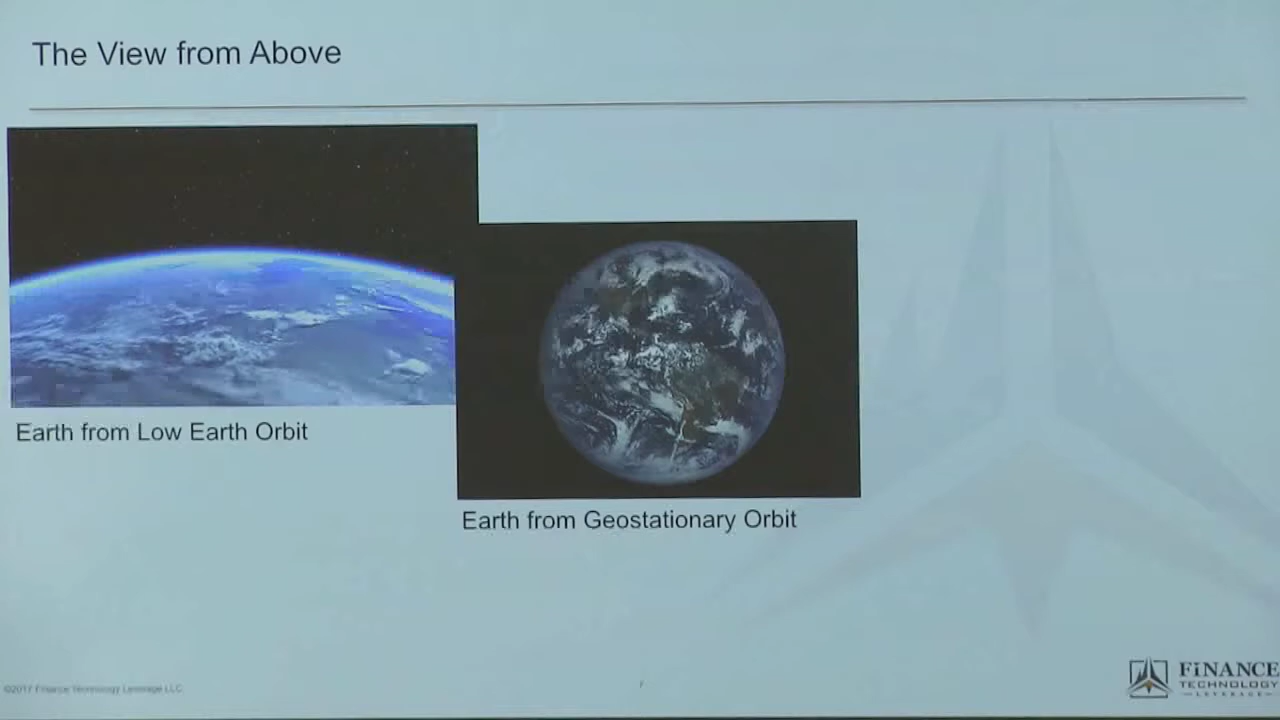 The View from Above
Earth from Low Earth Orbit
Earth from Geostationary Orbit
©2017 Finance Technology Leverage LLC
FiNANCE
TECHNOLOGY
LEVERAGE